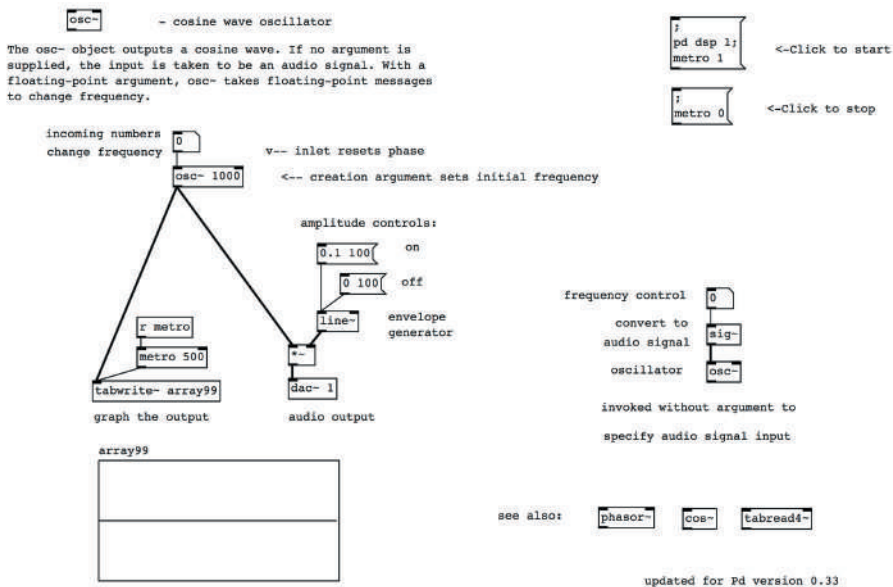 osc~ - cosine wave oscillator
The osc~ object outputs a cosine wave. If no argument is
supplied, the input is taken to be an audio signal. With a
floating-point argument, osc~ takes floating-point messages
to change frequency.
;
pd dsp 1;
metro 1
<-Click to start
;
metro 0
<-Click to stop
incoming numbers
change frequency
0
v-- inlet resets phase
osc~ 1000
<-- creation argument sets initial frequency
amplitude controls:
0.1 100
on
0 100
off
line~
envelope
generator
r metro
metro 500
*~
tabwrite~ array99
dac~ 1
graph the output
audio output
frequency control
0
convert to
audio signal
sig~
oscillator
osc~
invoked without argument to
specify audio signal input
array99
see also:
phasor~
cos~
tabread4~
updated for Pd version 0.33